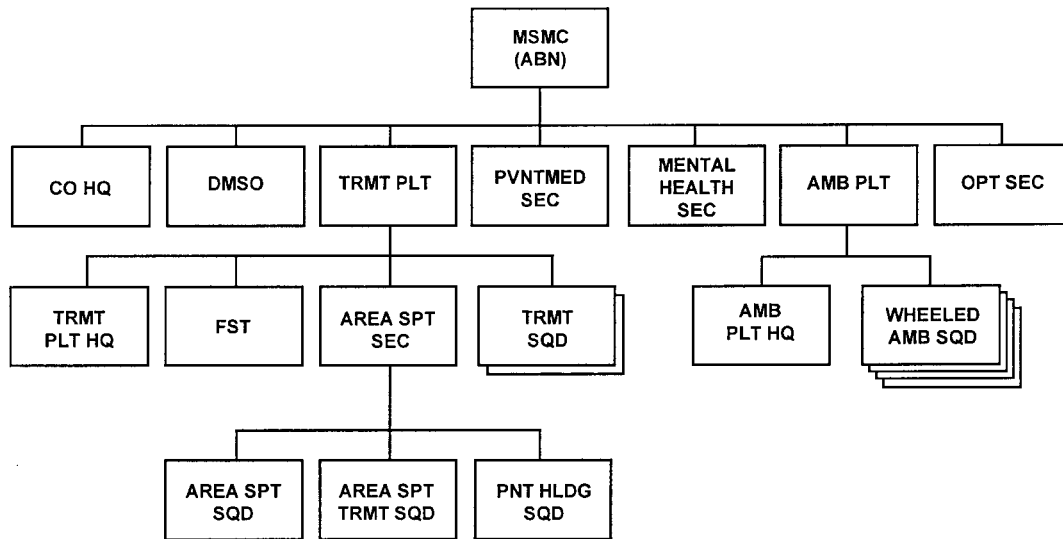 MSMC
(ABN)
CO HQ
DMSO
TRMT PLT
PVNTMED
SEC
MENTAL
HEALTH
SEC
AMB PLT
OPT SEC
TRMT
PLT HQ
FST
AREA SPT
SEC
TRMT
SQD
AMB
PLT HQ
WHEELED
AMB SQD
AREA SPT
SQD
AREA SPT
TRMT SQD
PNT HLDG
SQD